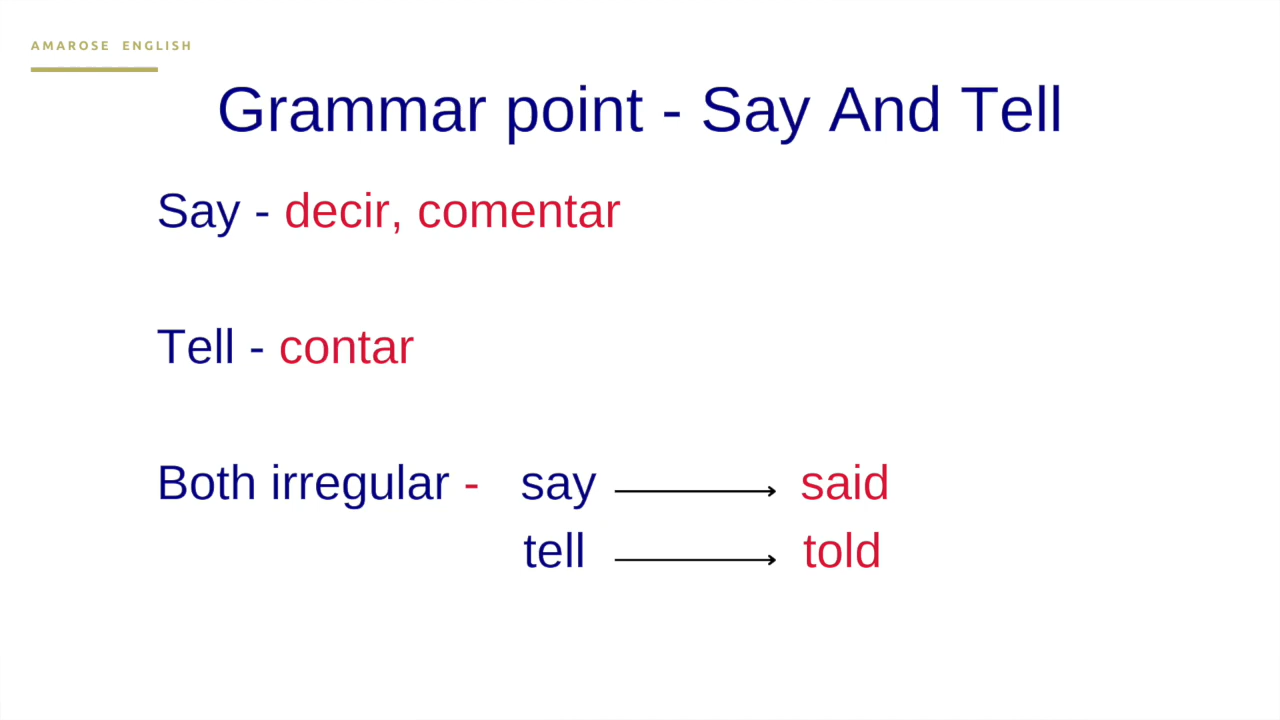 AMAROSE ENGLISH
Grammar point - Say And Tell
Say - decir, comentar
Tell - contar
Both irregular - say said
tell told